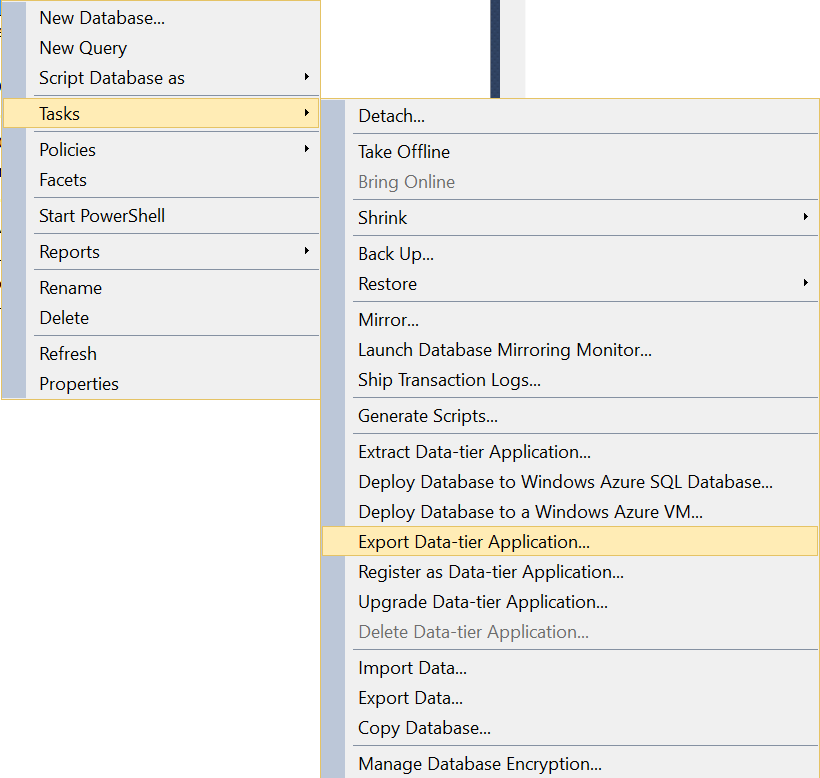 New Database...
New Query
Script Database as
Tasks
Policies
Facets
Start PowerShell
Reports
Rename
Delete
Refresh
Properties
Detach...
Take Offline
Bring Online
Shrink
Back Up...
Restore
Mirror...
Launch Database Mirroring Monitor...
Ship Transaction Logs...
Generate Scripts...
Extract Data-tier Application...
Deploy Database to Windows Azure SQL Database...
Deploy Database to a Windows Azure VM...
Export Data-tier Application...
Register as Data-tier Application...
Upgrade Data-tier Application...
Delete Data-tier Application...
Import Data...
Export Data...
Copy Database...
Manage Database Encryption...